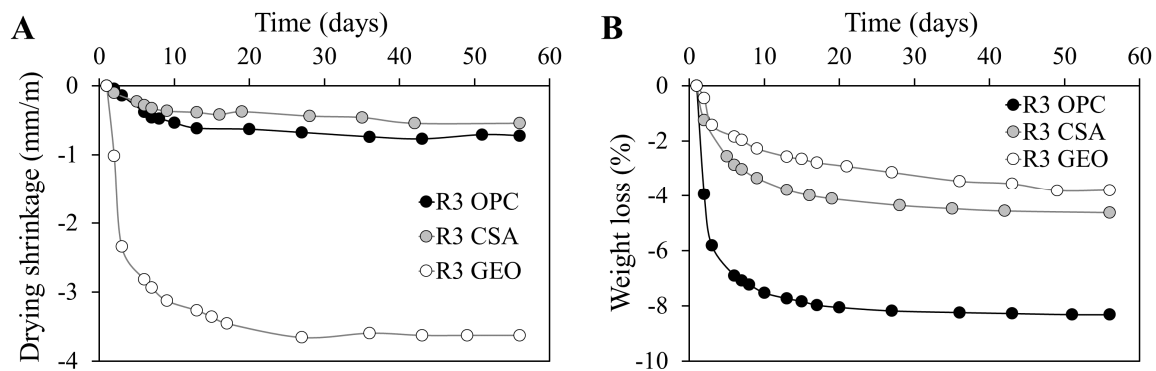 A
Time (days)
0 10 20 30 40 50 60
0
-1
-2
-3
-4
Drying shrinkage (mm/m)
R3 OPC
R3 CSA
R3 GEO
B
Time (days)
0 10 20 30 40 50 60
0
-2
-4
-6
-8
-10
Weight loss (%)
R3 OPC
R3 CSA
R3 GEO